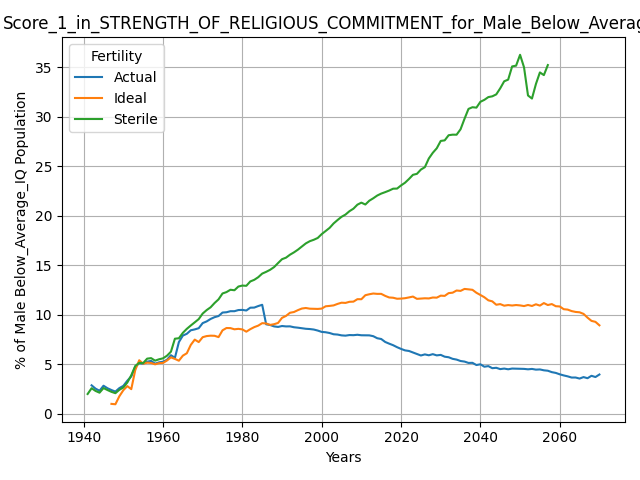 Score_1_in_STRENGTH_OF_RELIGIOUS_COMMITMENT_for_Male_Below_Averag
Fertility
Actual
Ideal
Sterile
% of Male Below_Average_IQ Population
35
30
25
20
15
10
5
0
1940 1960 1980 2000 2020 2040 2060
Years